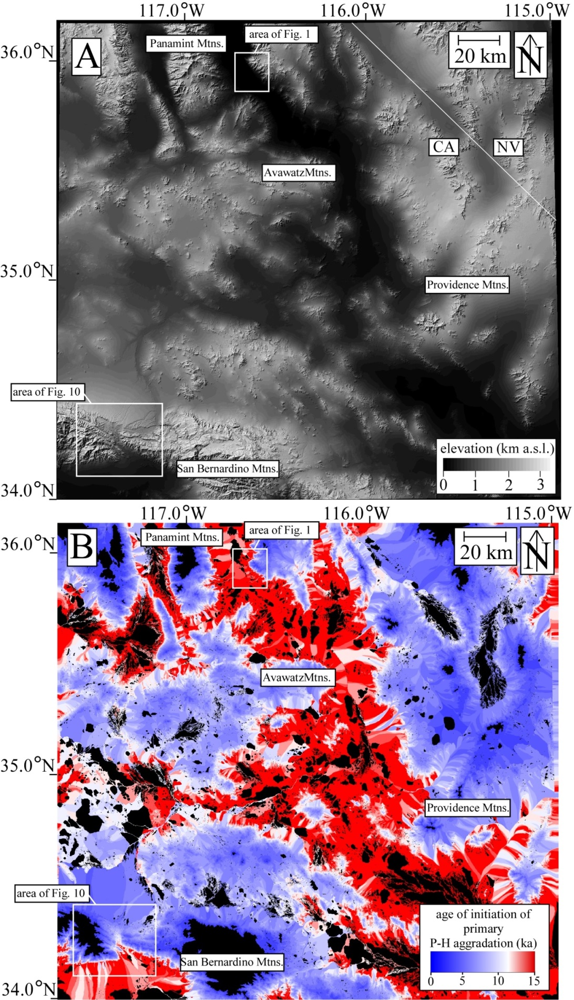 117.0°W 116.0°W 115.0°W
A
Panamint Mtns.
area of Fig. 1
20 km
N
36.0°N
CA
NV
AvawatzMtns.
35.0°N
Providence Mtns.
area of Fig. 10
San Bernardino Mtns.
elevation (km a.s.l.)
0 1 2 3
34.0°N
117.0°W 116.0°W 115.0°W
B
Panamint Mtns.
area of Fig. 1
20 km
N
36.0°N
AvawatzMtns.
35.0°N
Providence Mtns.
area of Fig. 10
San Bernardino Mtns.
age of initiation of
primary
P-H aggradation (ka)
0 5 10 15
34.0°N